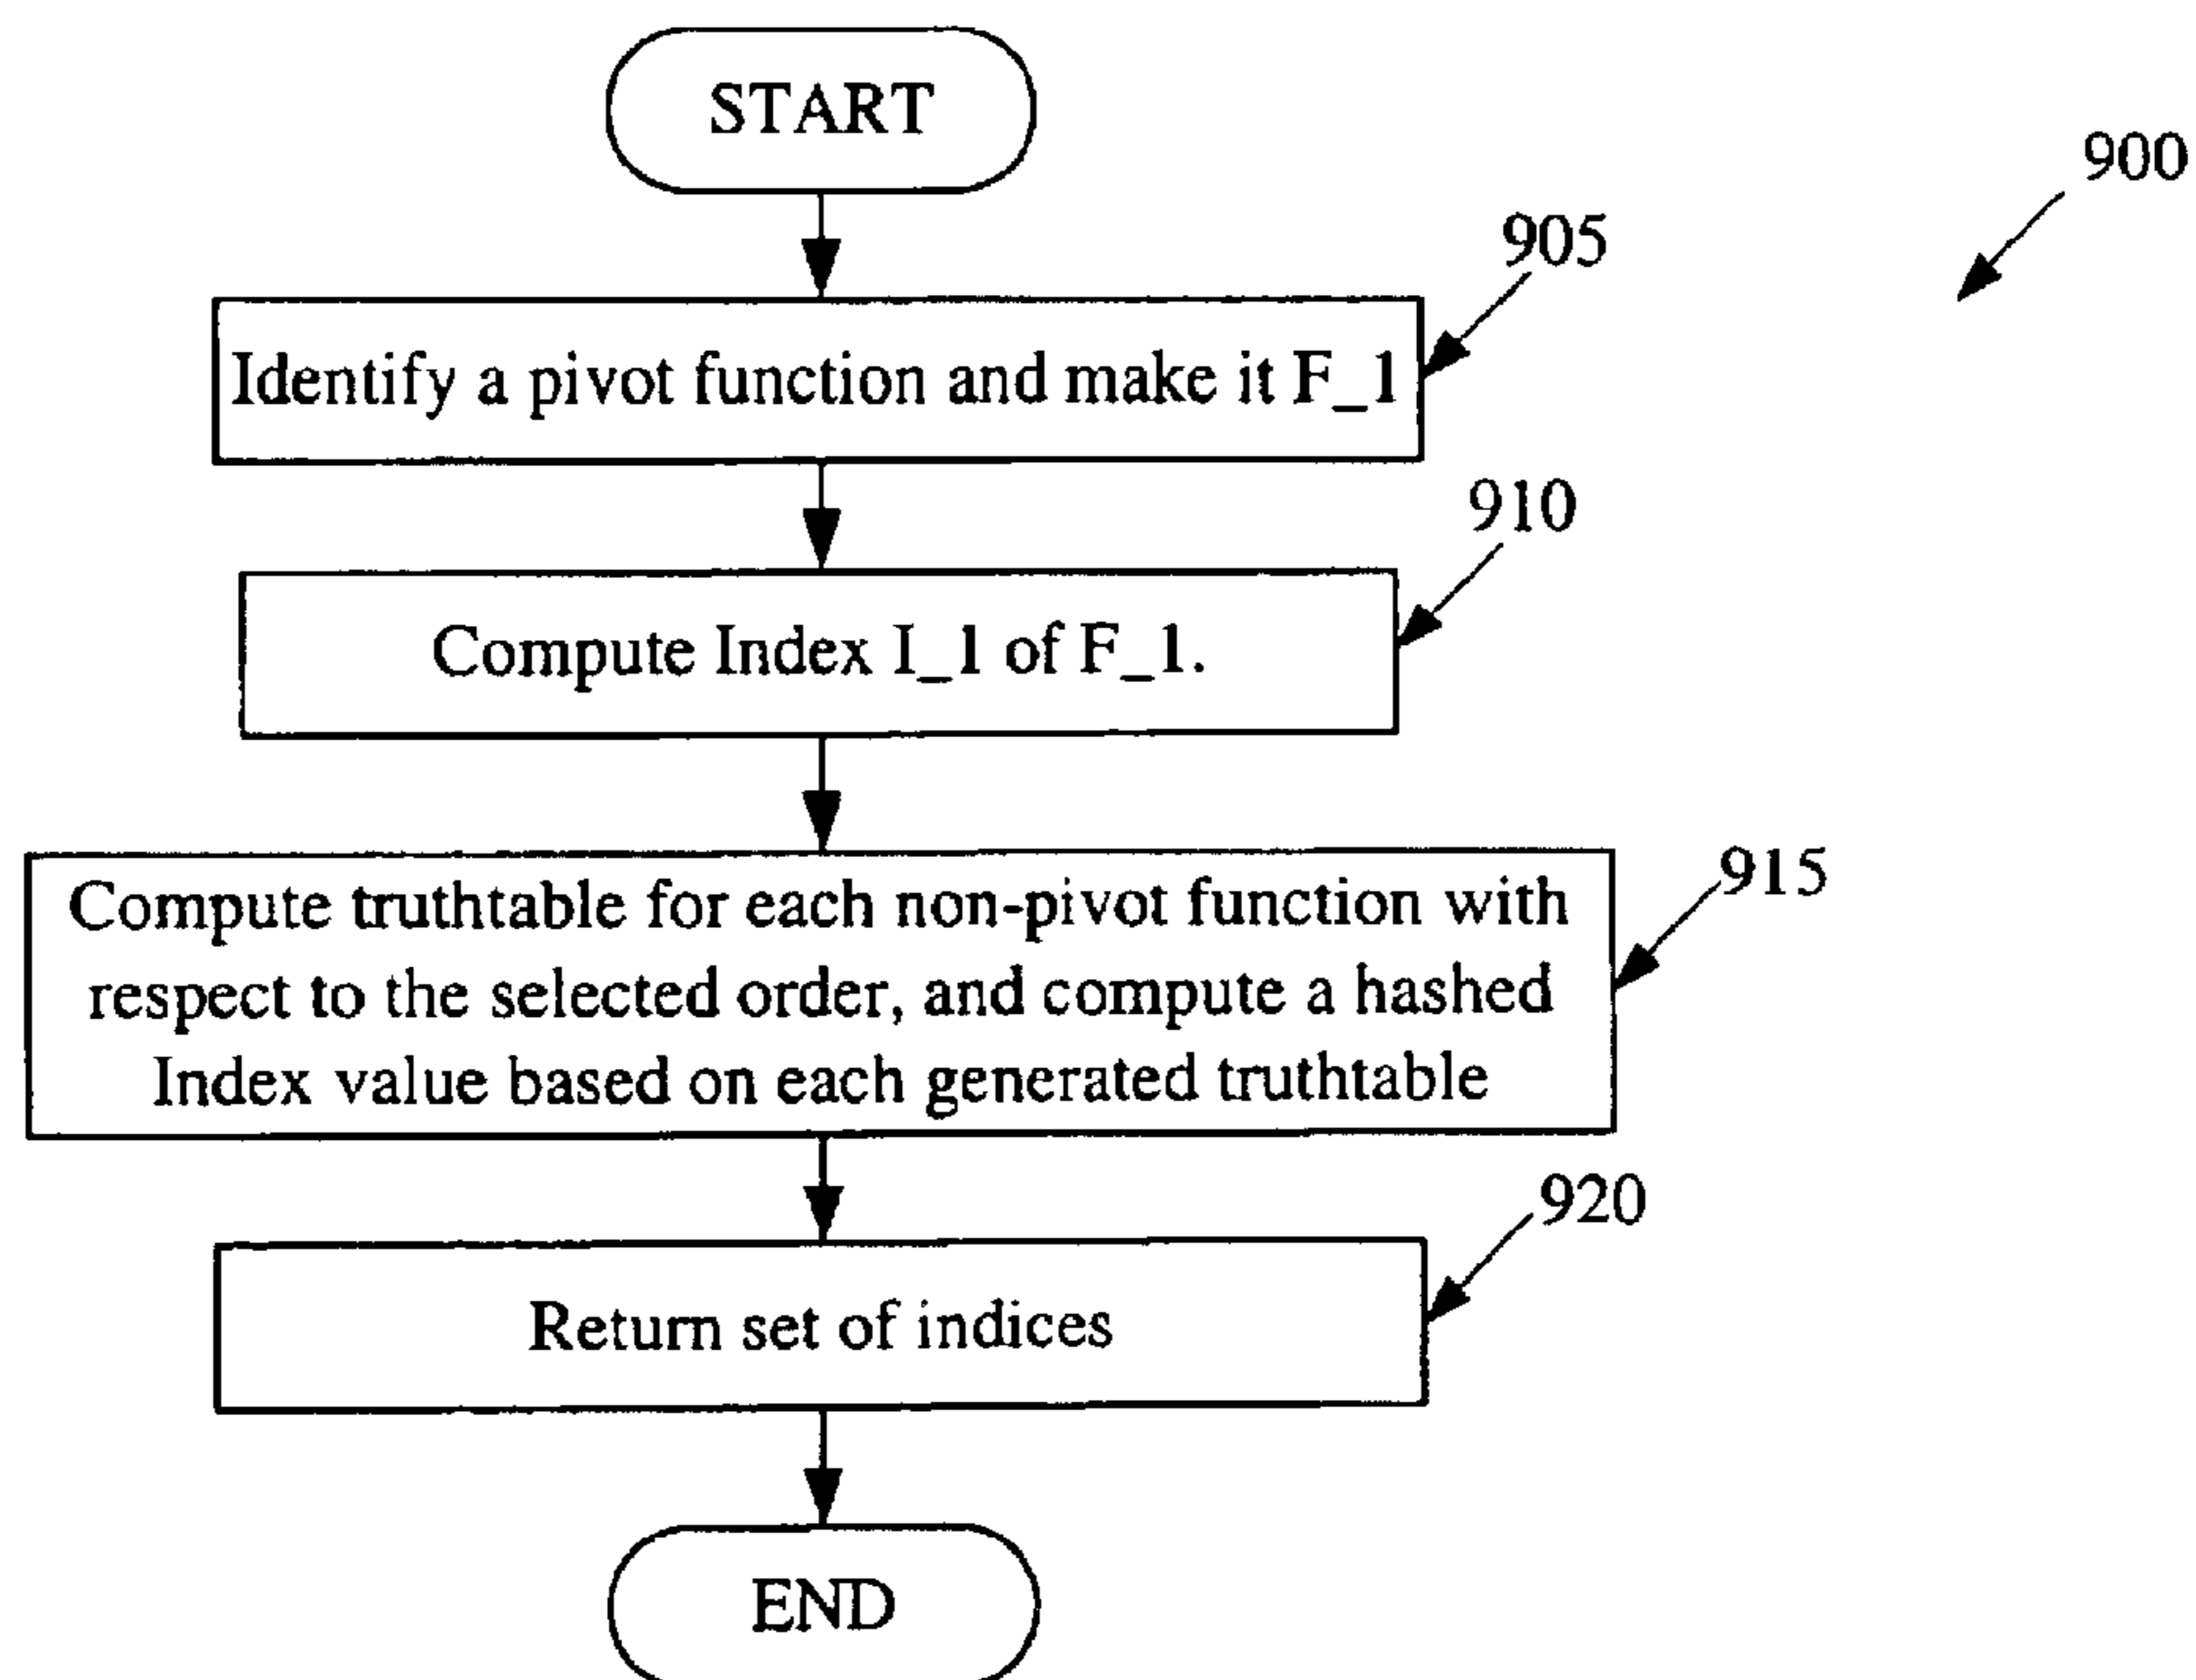 START
900
905
Identify a pivot function and make it F_1
910
Compute Index I_1 of F_1.
915
Compute truthtable for each non-pivot function with
respect to the selected order, and compute a hashed
Index value based on each generated truthtable
920
Return set of indices
END